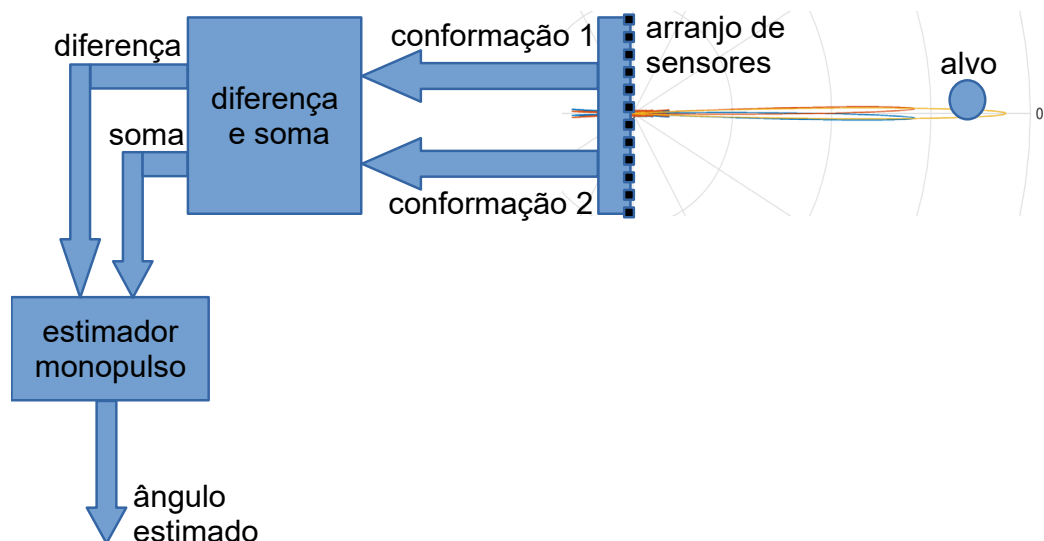 diferença
soma
diferença
e soma
conformação 1
conformação 2
arranjo de
sensores
alvo
0
estimador
monopulso
ângulo
estimado